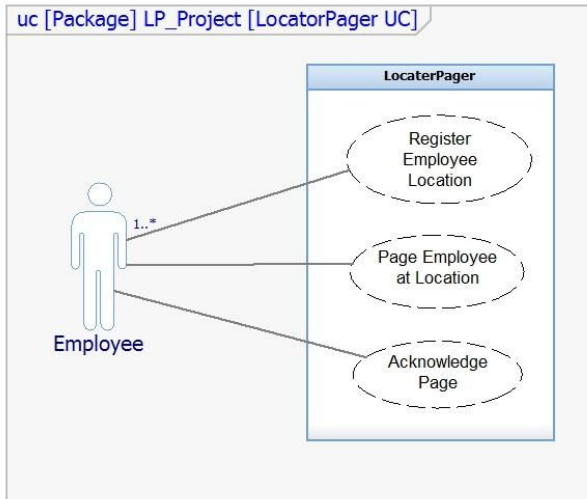 uc [Package] LP_Project [LocatorPager UC]
LocaterPager
Register
Employee
Location
1..*
Page Employee
at Location
Employee
Acknowledge
Page